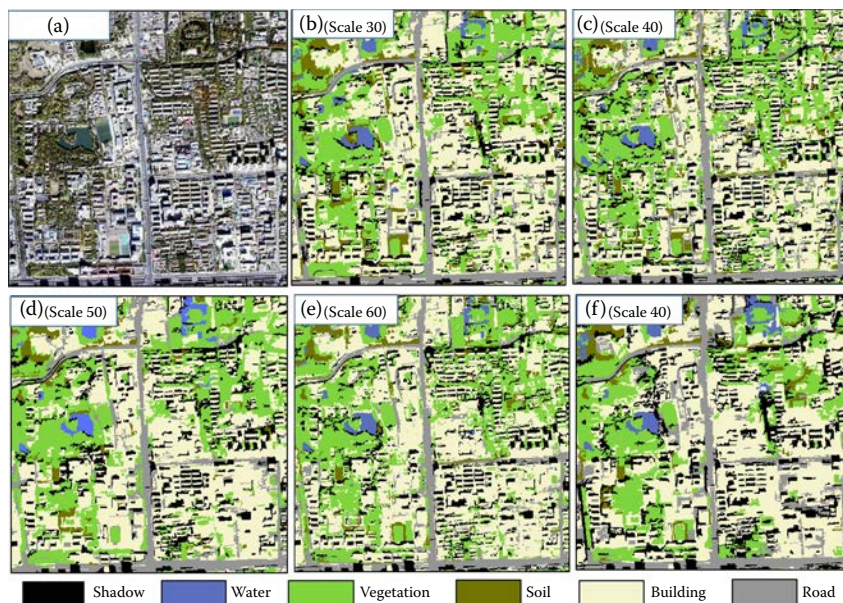 (a)
(b) (Scale 30)
(c) (Scale 40)
(d) (Scale 50)
(e) (Scale 60)
(f) (Scale 40)
Shadow Water Vegetation Soil Building Road